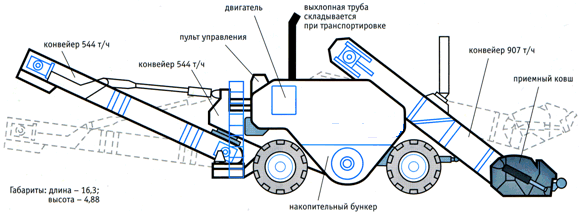 двигатель
выхлопная труба
складывается
при транспортировке
пульт управления
конвейер 544 т/ч
конвейер 544 т/ч
конвейер 907 т/ч
приемный ковш
Габариты: длина – 16,3;
высота – 4,88
накопительный бункер